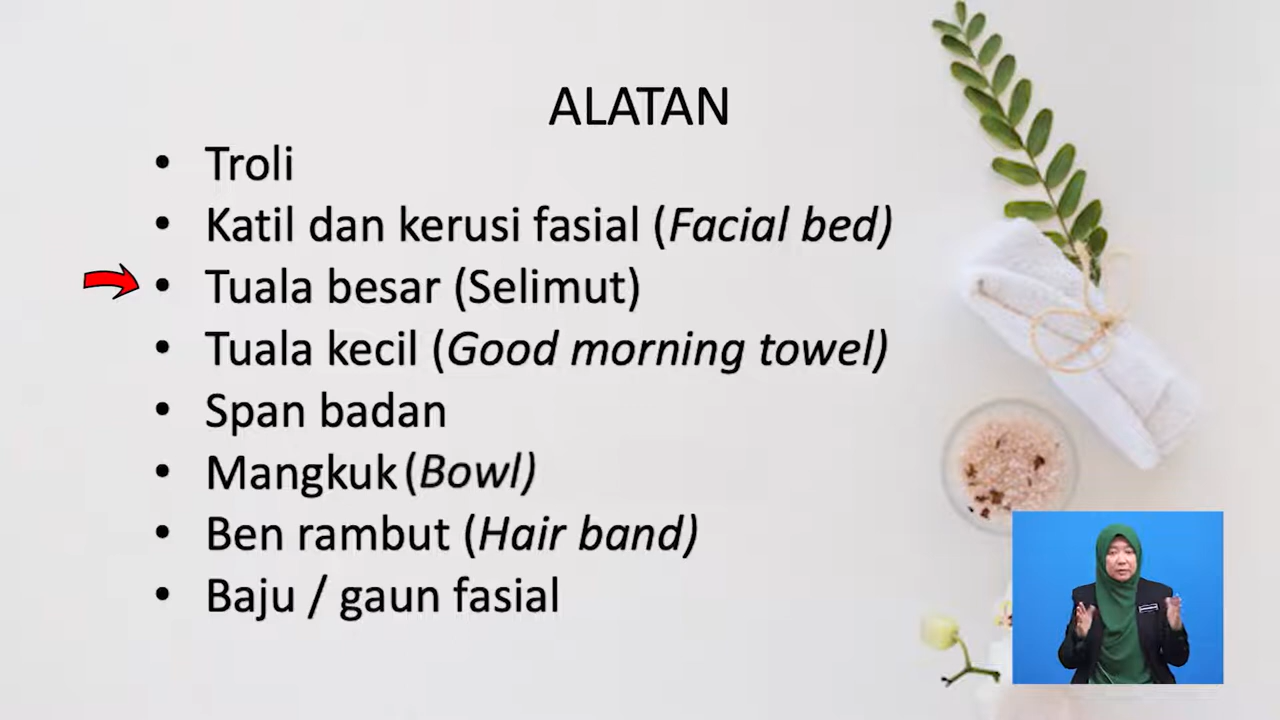 ALATAN
• Troli
• Katil dan kerusi fasial (Facial bed)
• Tuala besar (Selimut)
• Tuala kecil (Good morning towel)
• Span badan
• Mangkuk (Bowl)
• Ben rambut (Hair band)
• Baju / gaun fasial